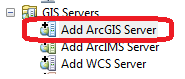 GIS Servers
Add ArcGIS Server
Add ArcIMS Server
Add WCS Server